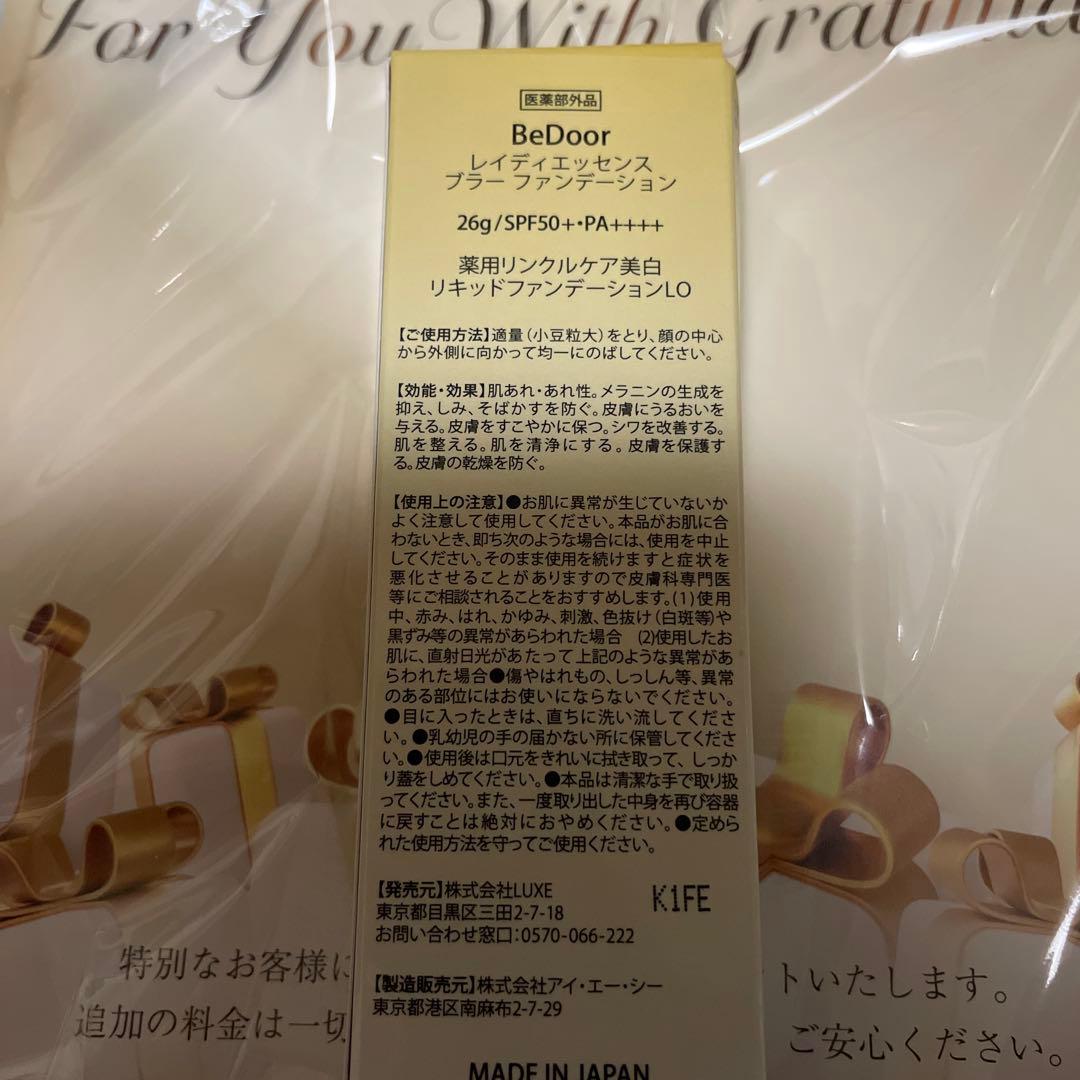 For You With
医薬部外品
BeDoor
レイディエッセンス
ブラー ファンデーション
26g/SPF50+・PA++++
薬用リンクルケア美白
リキッドファンデーションLO
【ご使用方法】適量（小豆粒大）をとり、顔の中心
から外側に向かって均一にのばしてください。
【効能・効果】肌あれ・あれ性。メラニンの生成を
抑え、しみ、そばかすを防ぐ。皮膚にうるおいを
与える。皮膚をすこやかに保つ。シワを改善する。
肌を整える。肌を清浄にする。皮膚を保護す
る。皮膚の乾燥を防ぐ。
【使用上の注意】●お肌に異常が生じていないか
よく注意して使用してください。本品がお肌に合
わないとき、即ち次のような場合には、使用を中止
してください。そのまま使用を続けますと症状を
悪化させることがありますので皮膚科専門医
等にご相談されることをおすすめします。(1)使用
中、赤み、はれ、かゆみ、刺激、色抜け（白斑等）や
黒ずみ等の異常があらわれた場合　(2)使用したお
肌に、直射日光があたって上記のような異常があ
らわれた場合●傷やはれもの、しっしん等、異常
のある部位にはお使いにならないでください。
●目に入ったときは、直ちに洗い流してくださ
い。●乳幼児の手の届かない所に保管してくださ
い。●使用後は口元をきれいに拭き取って、しっか
り蓋をしめてください。●本品は清潔な手で取り扱
ってください。また、一度取り出した中身を再び容器
に戻すことは絶対におやめください。●定めら
れた使用方法を守ってご使用ください。
【発売元】株式会社LUXE
東京都目黒区三田2-7-18
お問い合わせ窓口：0570-066-222
K1FE
【製造販売元】株式会社アイ・エー・シー
東京都港区南麻布2-7-29
MADE IN JAPAN
特別なお客様に
トいたします。
追加の料金は一切
ご安心ください。